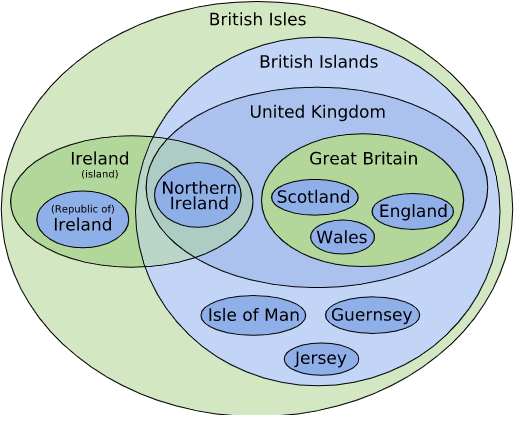 British Isles
British Islands
United Kingdom
Ireland
(island)
Great Britain
Northern
Ireland
Scotland
(Republic of)
Ireland
England
Wales
Isle of Man
Guernsey
Jersey